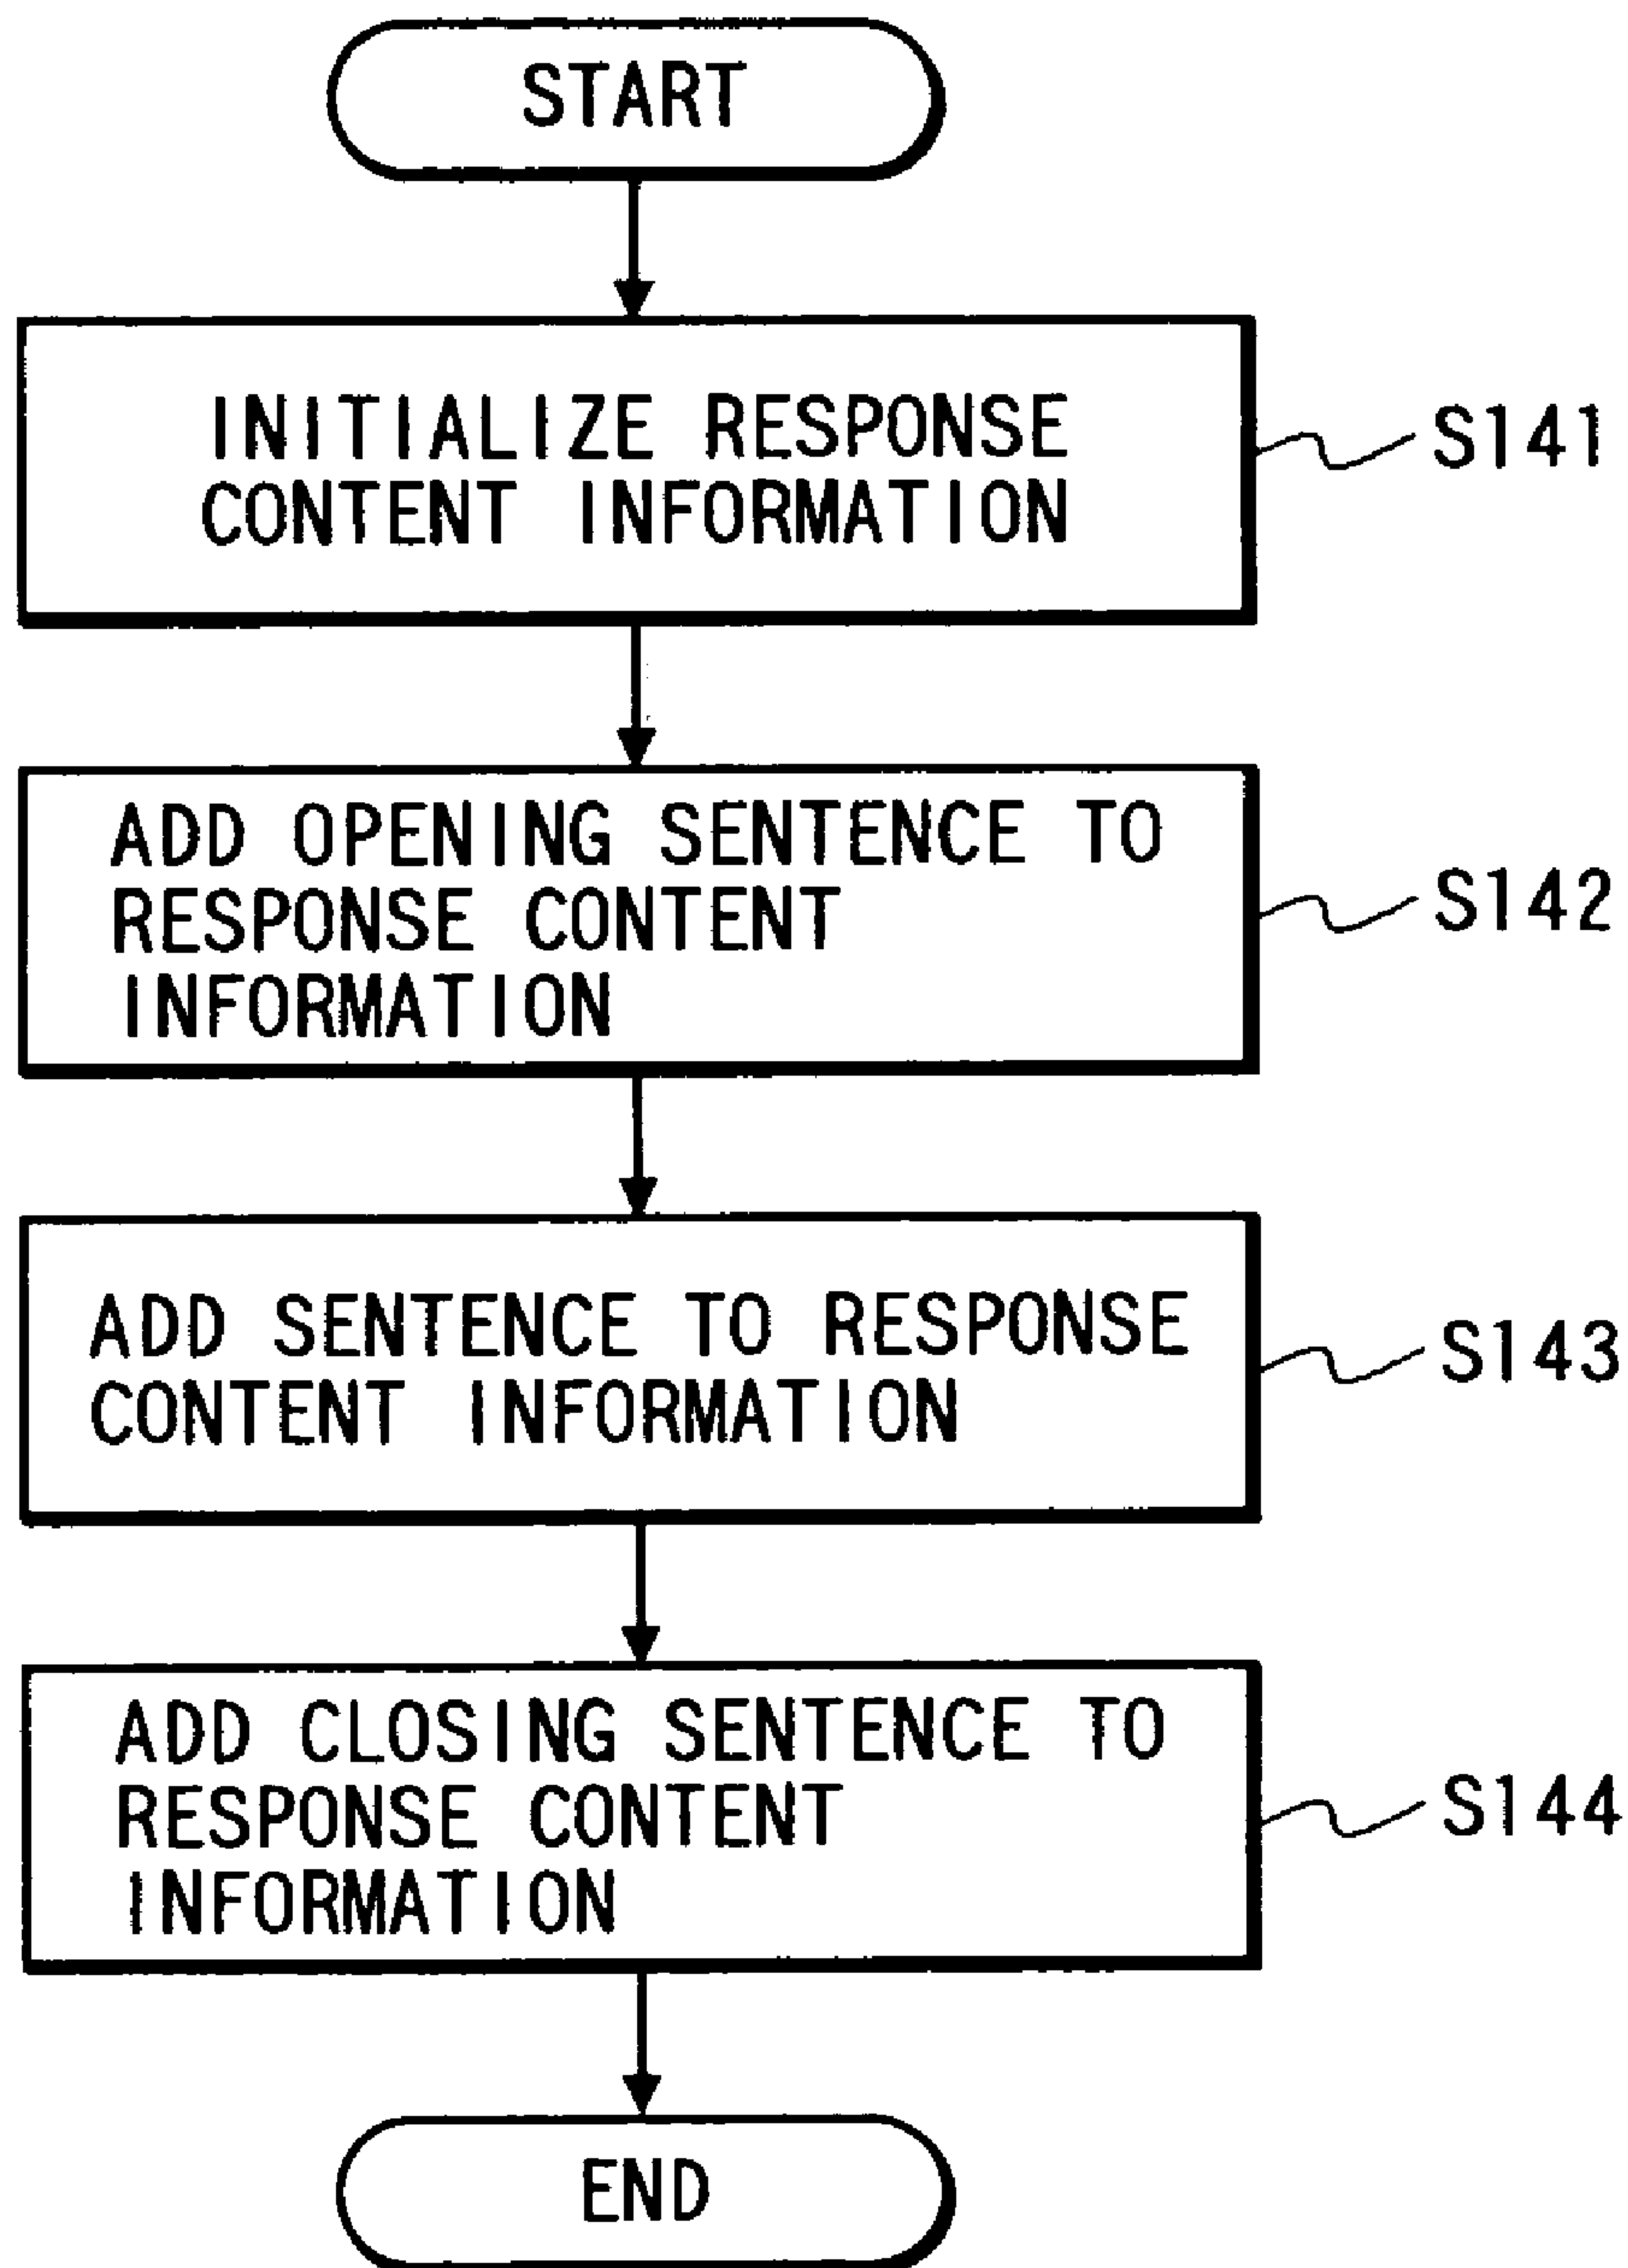 START
INITIALIZE RESPONSE
CONTENT INFORMATION
S141
ADD OPENING SENTENCE TO
RESPONSE CONTENT
INFORMATION
S142
ADD SENTENCE TO RESPONSE
CONTENT INFORMATION
S143
ADD CLOSING SENTENCE TO
RESPONSE CONTENT
INFORMATION
S144
END